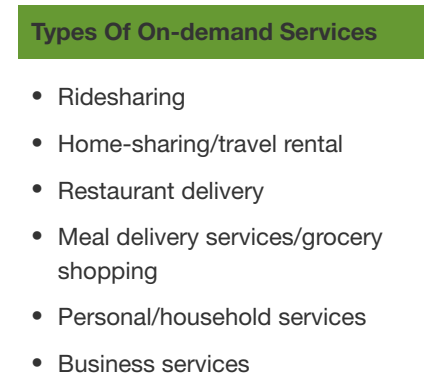 Types Of On-demand Services
• Ridesharing
• Home-sharing/travel rental
• Restaurant delivery
• Meal delivery services/grocery
shopping
• Personal/household services
• Business services